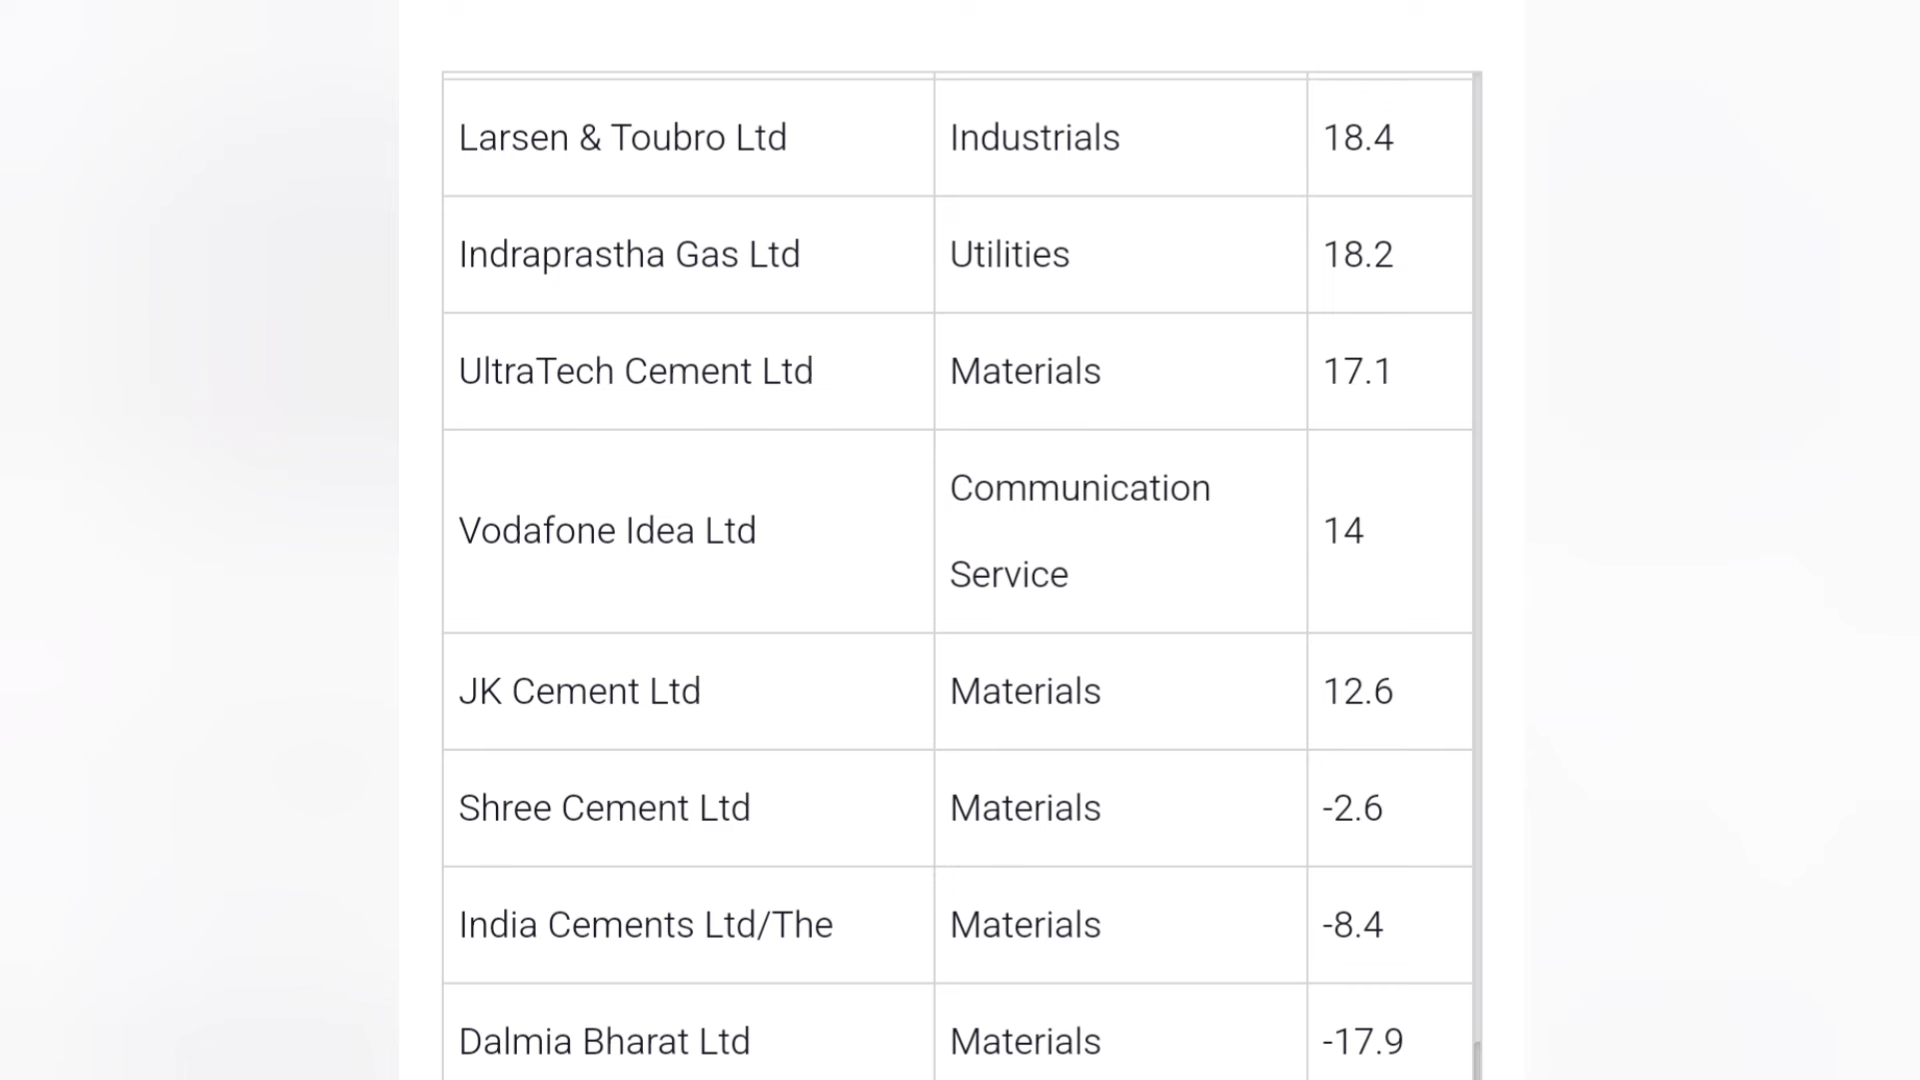 Larsen & Toubro Ltd Industrials 18.4
Indraprastha Gas Ltd Utilities 18.2
UltraTech Cement Ltd Materials 17.1
Vodafone Idea Ltd Communication Service 14
JK Cement Ltd Materials 12.6
Shree Cement Ltd Materials -2.6
India Cements Ltd/The Materials -8.4
Dalmia Bharat Ltd Materials -17.9